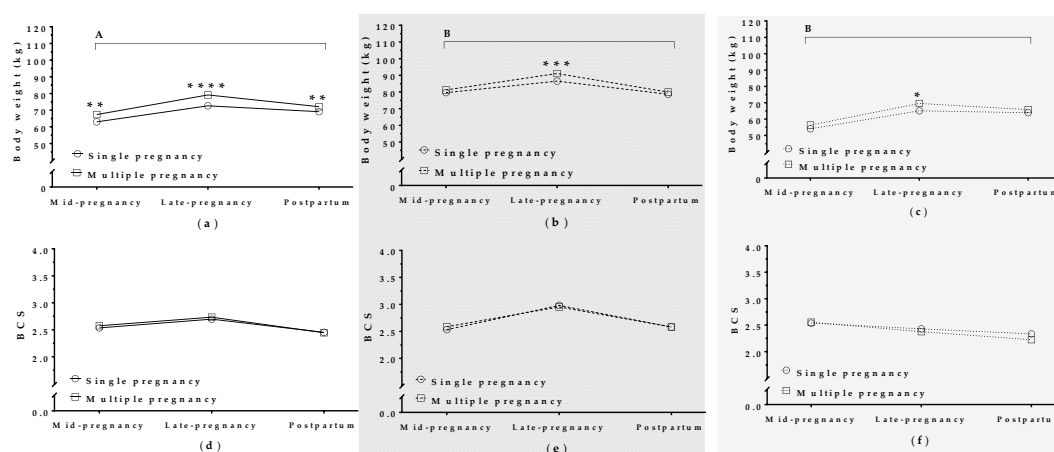 A
****
**
**
120
110
100
90
80
70
60
50
0
Body weight (kg)
Single pregnancy
Multiple pregnancy
Mid-pregnancy Late-pregnancy Postpartum
(a)
B
***
120
110
100
90
80
70
60
50
0
Body weight (kg)
Single pregnancy
Multiple pregnancy
Mid-pregnancy Late-pregnancy Postpartum
(b)
B
*
120
110
100
90
80
70
60
50
0
Body weight (kg)
Single pregnancy
Multiple pregnancy
Mid-pregnancy Late-pregnancy Postpartum
(c)
4.0
3.5
3.0
2.5
2.0
0.0
BCS
Single pregnancy
Multiple pregnancy
Mid-pregnancy Late-pregnancy Postpartum
(d)
4.0
3.5
3.0
2.5
2.0
0.0
BCS
Single pregnancy
Multiple pregnancy
Mid-pregnancy Late-pregnancy Postpartum
(e)
4.0
3.5
3.0
2.5
2.0
0.0
BCS
Single pregnancy
Multiple pregnancy
Mid-pregnancy Late-pregnancy Postpartum
(f)